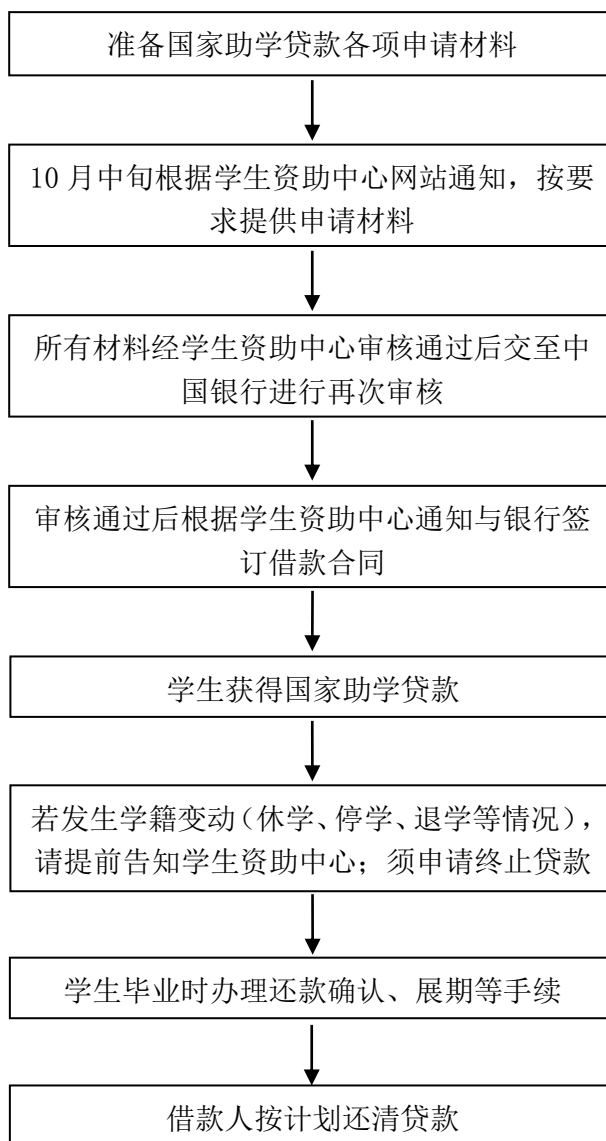 准备国家助学贷款各项申请材料
10 月中旬根据学生资助中心网站通知，按要
求提供申请材料
所有材料经学生资助中心审核通过后交至中
国银行进行再次审核
审核通过后根据学生资助中心通知与银行签
订借款合同
学生获得国家助学贷款
若发生学籍变动（休学、停学、退学等情况），
请提前告知学生资助中心；须申请终止贷款
学生毕业时办理还款确认、展期等手续
借款人按计划还清贷款